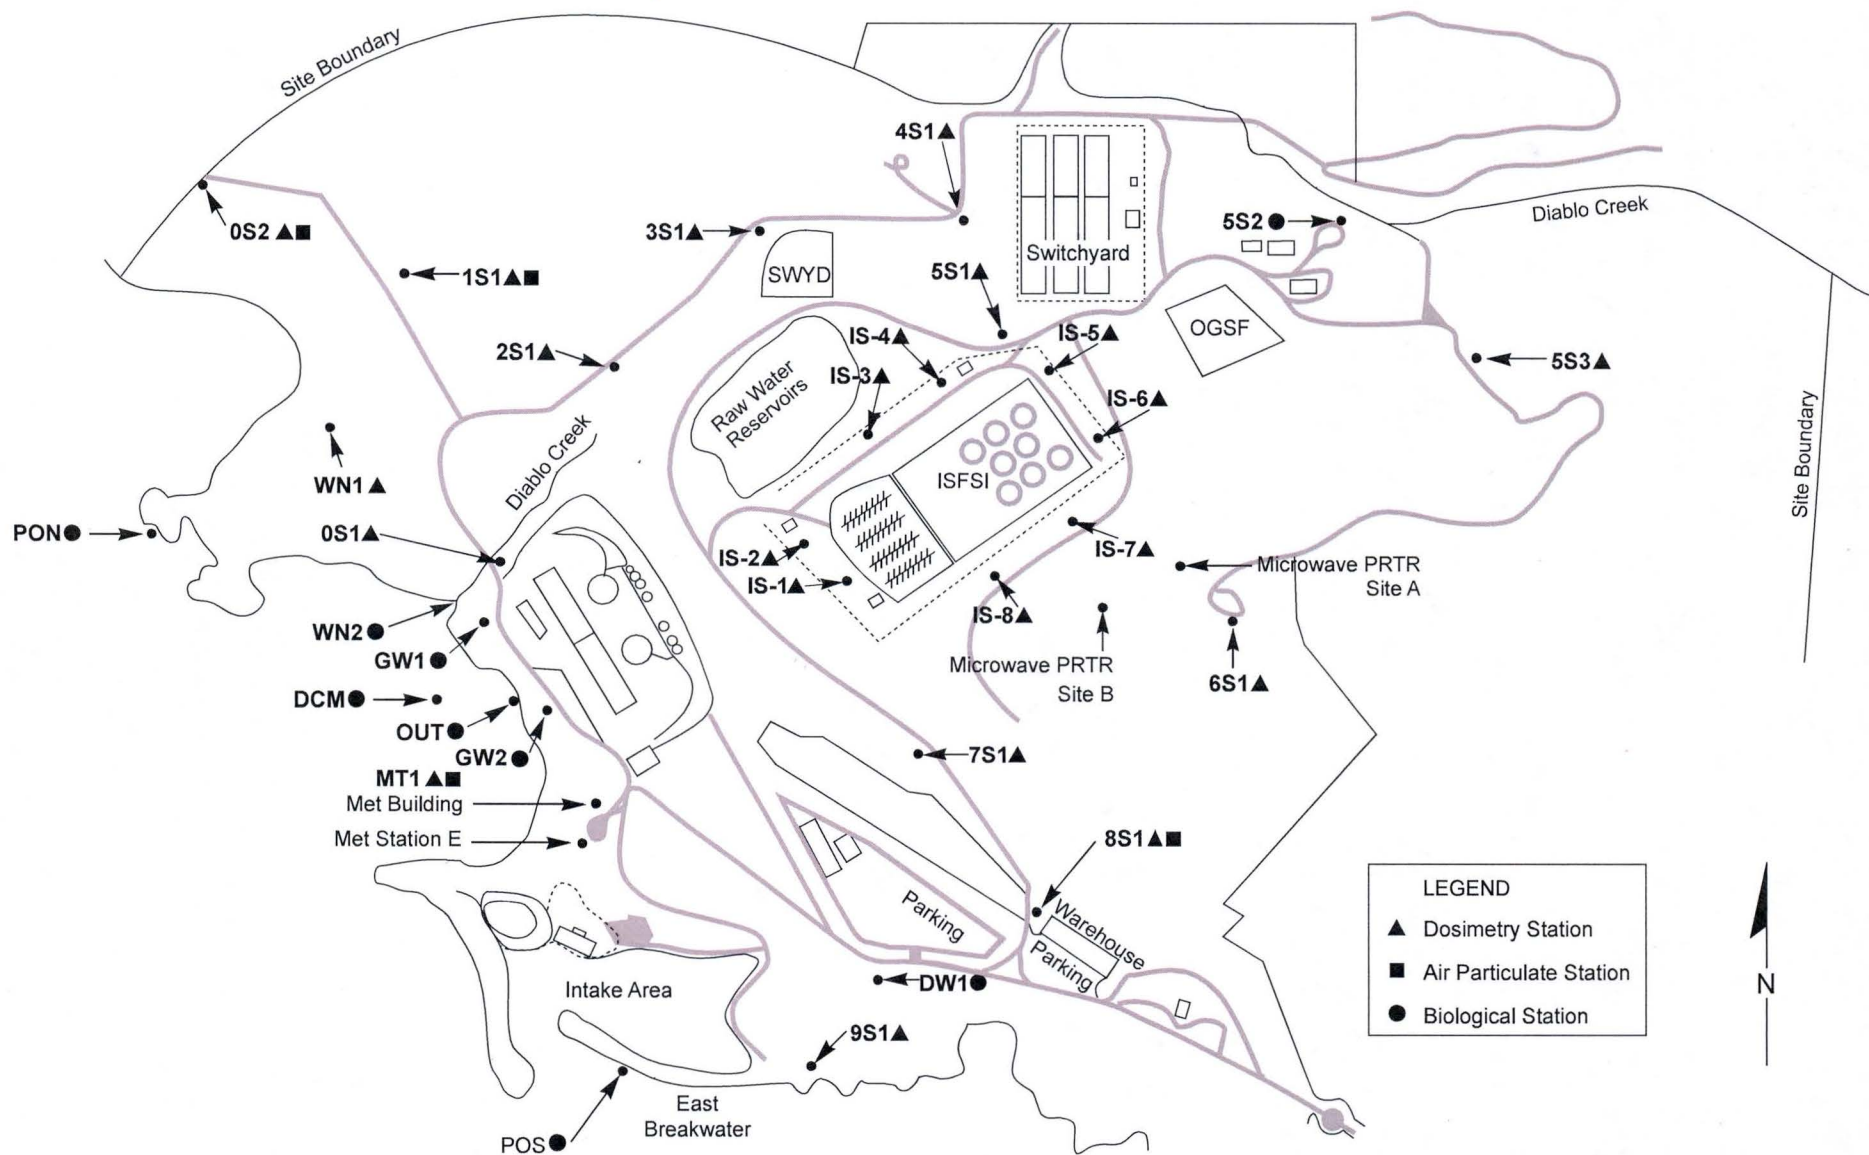 Site Boundary
4S1
0S2
3S1
5S2
Diablo Creek
1S1
SWYD
5S1
Switchyard
2S1
IS-4
IS-5
OGSF
5S3
IS-3
Raw Water
Reservoirs
IS-6
Site Boundary
Diablo Creek
ISFSI
WN1
PON
0S1
IS-2
IS-1
IS-7
Microwave PRTR
Site A
IS-8
WN2
GW1
Microwave PRTR
Site B
6S1
DCM
OUT
GW2
7S1
MT1
Met Building
Met Station E
8S1
Parking
Warehouse
Parking
LEGEND
Dosimetry Station
Air Particulate Station
Biological Station
N
Intake Area
DW1
9S1
POS
East
Breakwater